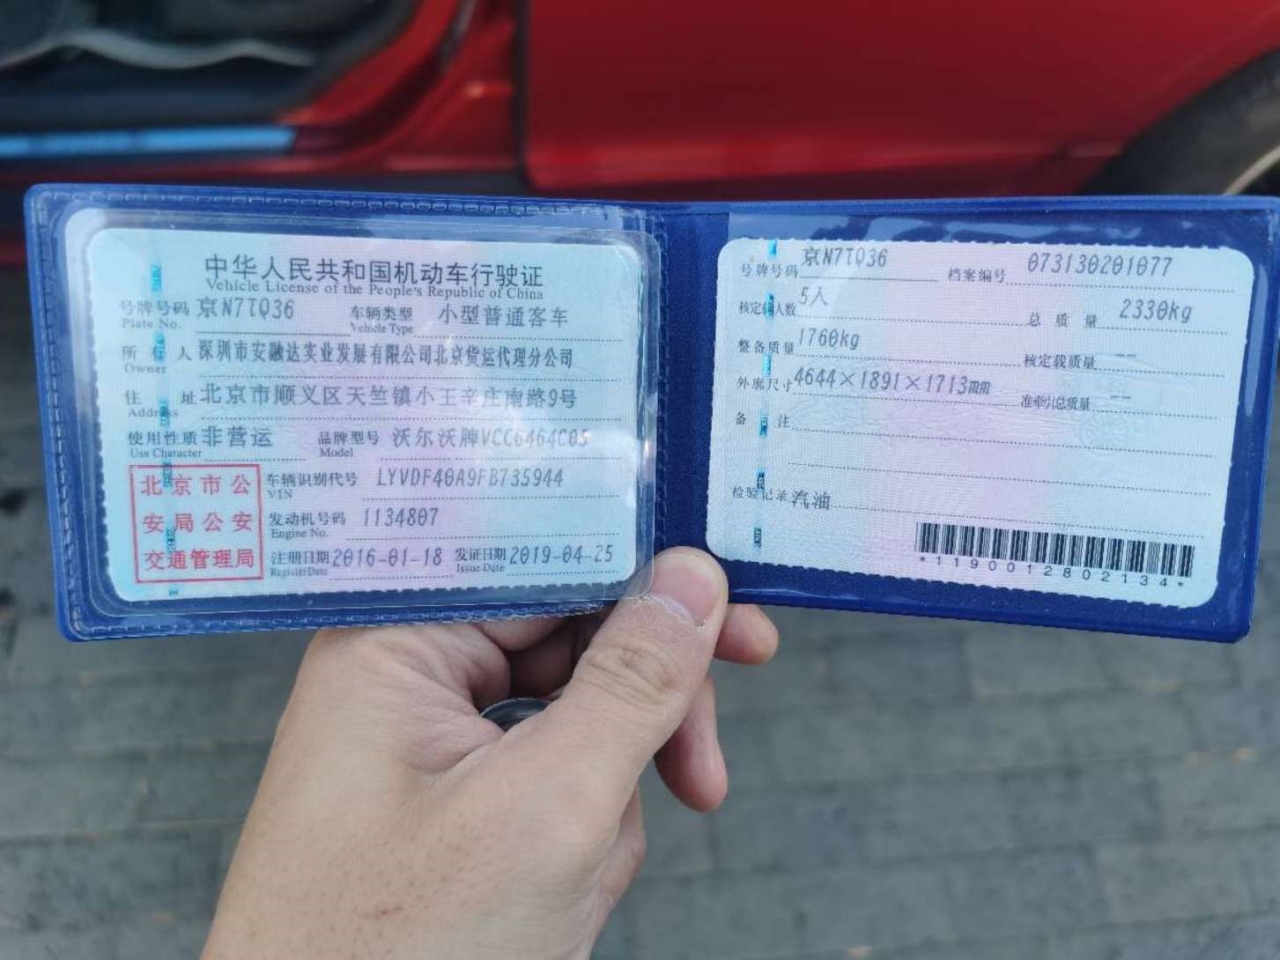 中华人民共和国机动车行驶证
Vehicle License of the People's Republic of China
号牌号码 京N7TQ36 车辆类型 小型普通客车
Plate No. Vehicle Type
所有人 深圳市安融达实业发展有限公司北京货运代理分公司
Owner
住址 北京市顺义区天竺镇小王辛庄南路9号
Address
使用性质 非营运 品牌型号 沃尔沃牌VCC6464C05
Use Character Model
北京市公
安局公安
交通管理局
车辆识别代号 LYVDF40A9FB735944
VIN
发动机号码 1134807
Engine No.
注册日期 2016-01-18 发证日期 2019-04-25
Register Date Issue Date
号牌号码 京N7TQ36 档案编号 073130201077
核定载人数 5人 总质量 2330kg
整备质量 1760kg 核定载质量 --
外廓尺寸 4644×1891×1713mm 准牵引总质量 --
备注
检验记录 汽油
*1190012802134*